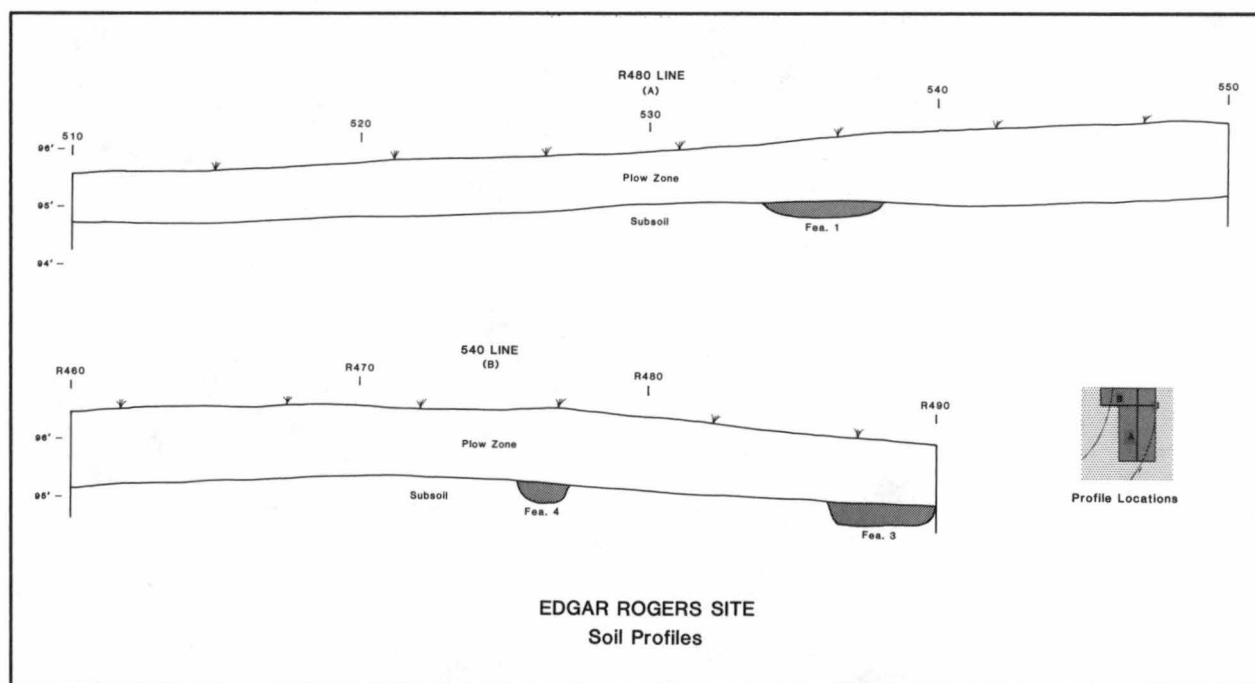 R480 LINE
(A)
510
520
530
540
550
96'
95'
94'
Plow Zone
Subsoil
Fea. 1
540 LINE
(B)
R460
R470
R480
R490
96'
95'
Plow Zone
Subsoil
Fea. 4
Fea. 3
B
A
Profile Locations
EDGAR ROGERS SITE
Soil Profiles